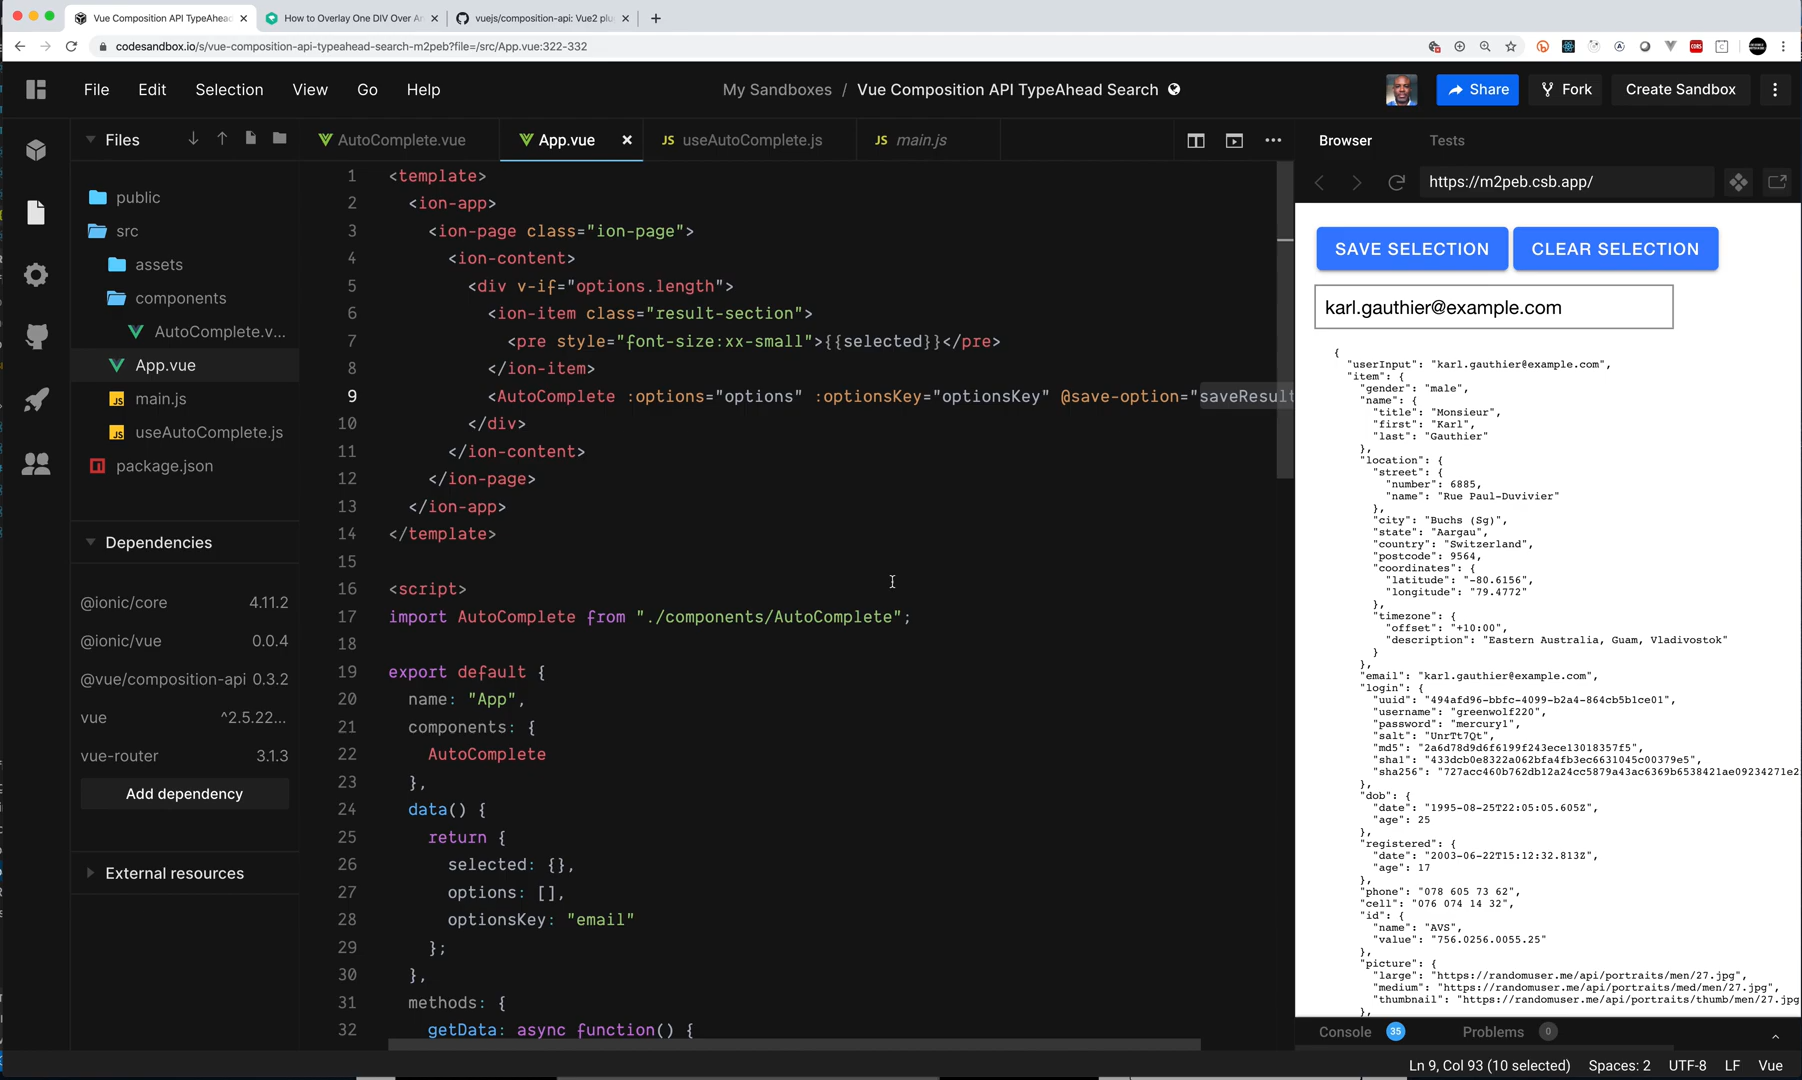 Vue Composition API TypeAhead
How to Overlay One DIV Over An
vuejs/composition-api: Vue2 plu
codesandbox.io/s/vue-composition-api-typeahead-search-m2peb?file=/src/App.vue:322-332
File Edit Selection View Go Help
My Sandboxes / Vue Composition API TypeAhead Search
Share
Fork
Create Sandbox
Files
AutoComplete.vue
App.vue
JS useAutoComplete.js
JS main.js
Browser
Tests
https://m2peb.csb.app/
public
src
assets
components
AutoComplete.v...
App.vue
JS main.js
JS useAutoComplete.js
package.json
Dependencies
@ionic/core 4.11.2
@ionic/vue 0.0.4
@vue/composition-api 0.3.2
vue ^2.5.22...
vue-router 3.1.3
Add dependency
External resources
1 <template>
2 <ion-app>
3 <ion-page class="ion-page">
4 <ion-content>
5 <div v-if="options.length">
6 <ion-item class="result-section">
7 <pre style="font-size:xx-small">{{selected}}</pre>
8 </ion-item>
9 <AutoComplete :options="options" :optionsKey="optionsKey" @save-option="saveResult
10 </div>
11 </ion-content>
12 </ion-page>
13 </ion-app>
14 </template>
15
16 <script>
17 import AutoComplete from "./components/AutoComplete";
18
19 export default {
20 name: "App",
21 components: {
22 AutoComplete
23 },
24 data() {
25 return {
26 selected: {},
27 options: [],
28 optionsKey: "email"
29 };
30 },
31 methods: {
32 getData: async function() {
SAVE SELECTION
CLEAR SELECTION
karl.gauthier@example.com
{
"userInput": "karl.gauthier@example.com",
"item": {
"gender": "male",
"name": {
"title": "Monsieur",
"first": "Karl",
"last": "Gauthier"
},
"location": {
"street": {
"number": 6885,
"name": "Rue Paul-Duvivier"
},
"city": "Buchs (Sg)",
"state": "Aargau",
"country": "Switzerland",
"postcode": 9564,
"coordinates": {
"latitude": "-80.6156",
"longitude": "79.4772"
},
"timezone": {
"offset": "+10:00",
"description": "Eastern Australia, Guam, Vladivostok"
}
},
"email": "karl.gauthier@example.com",
"login": {
"uuid": "494afd96-bbfc-4099-b2a4-864cb5b1ce01",
"username": "greenwolf220",
"password": "mercury1",
"salt": "UnrTt7Qt",
"md5": "2a6d78d9d6f6199f243ece13018357f5",
"sha1": "433dcb0e8322a062bfa4fb3ec6631045c00379e5",
"sha256": "727acc460b762db12a24cc5879a43ac6369b6538421ae09234271e2
},
"dob": {
"date": "1995-08-25T22:05:05.605Z",
"age": 25
},
"registered": {
"date": "2003-06-22T15:12:32.813Z",
"age": 17
},
"phone": "078 605 73 62",
"cell": "076 074 14 32",
"id": {
"name": "AVS",
"value": "756.0256.0055.25"
},
"picture": {
"large": "https://randomuser.me/api/portraits/men/27.jpg",
"medium": "https://randomuser.me/api/portraits/med/men/27.jpg",
"thumbnail": "https://randomuser.me/api/portraits/thumb/men/27.jpg
},
Console 35
Problems 0
Ln 9, Col 93 (10 selected) Spaces: 2 UTF-8 LF Vue